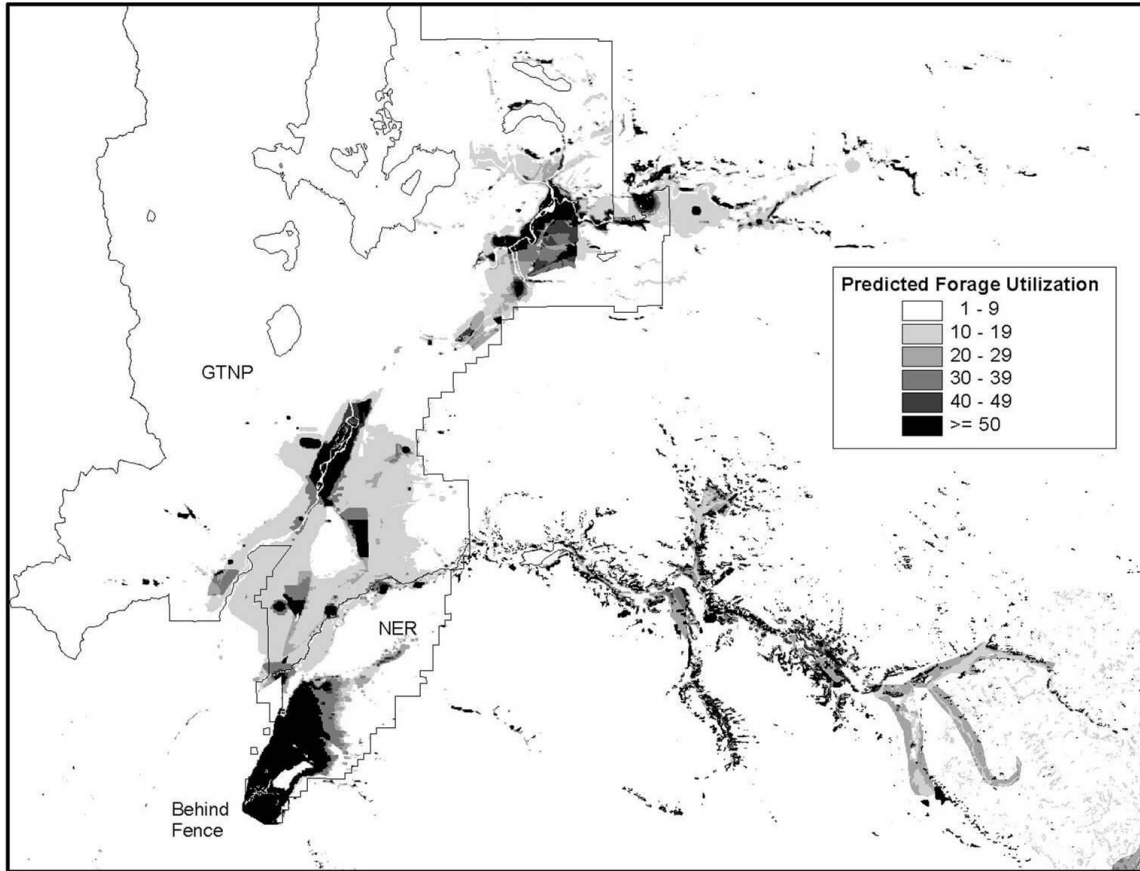 GTNP
Predicted Forage Utilization
1 - 9
10 - 19
20 - 29
30 - 39
40 - 49
>= 50
NER
Behind
Fence